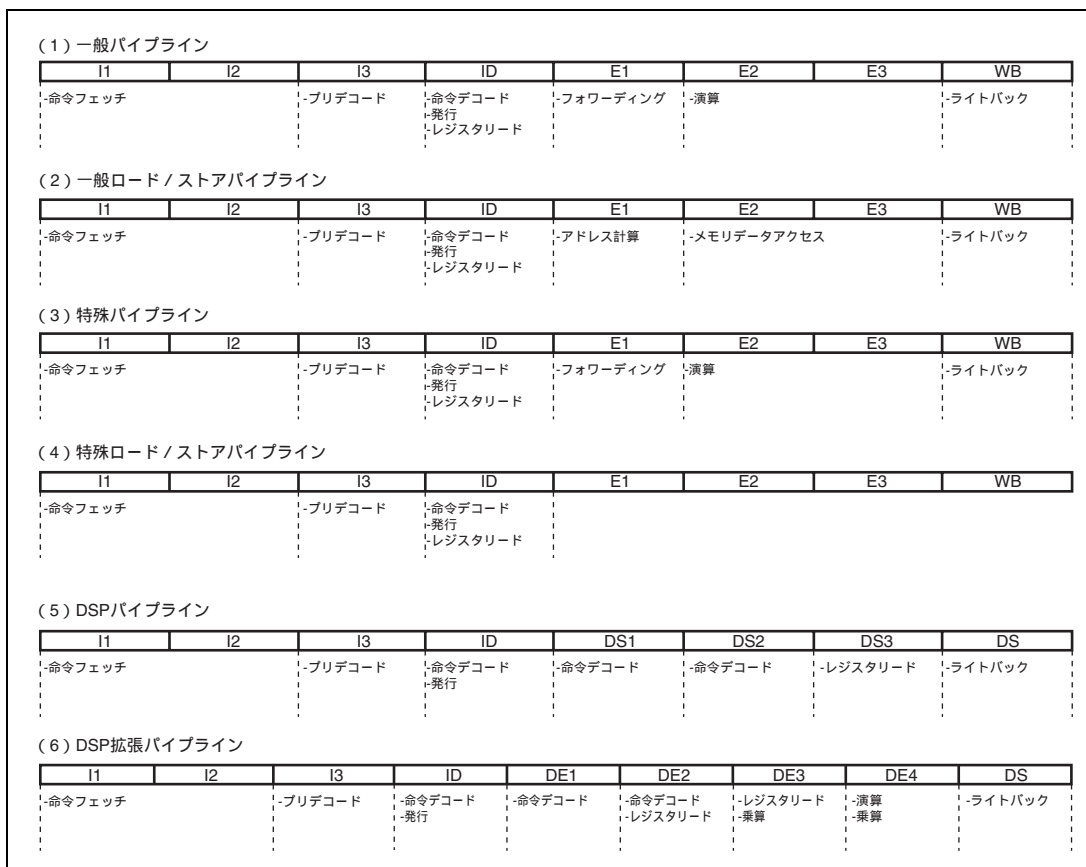 （1）一般パイプライン
I1 I2 I3 ID E1 E2 E3 WB
-命令フェッチ -プリデコード -命令デコード -フォワーディング -演算 -ライトバック
-発行
-レジスタリード
（2）一般ロード / ストアパイプライン
I1 I2 I3 ID E1 E2 E3 WB
-命令フェッチ -プリデコード -命令デコード -アドレス計算 -メモリデータアクセス -ライトバック
-発行
-レジスタリード
（3）特殊パイプライン
I1 I2 I3 ID E1 E2 E3 WB
-命令フェッチ -プリデコード -命令デコード -フォワーディング -演算 -ライトバック
-発行
-レジスタリード
（4）特殊ロード / ストアパイプライン
I1 I2 I3 ID E1 E2 E3 WB
-命令フェッチ -プリデコード -命令デコード
-発行
-レジスタリード
（5）DSPパイプライン
I1 I2 I3 ID DS1 DS2 DS3 DS
-命令フェッチ -プリデコード -命令デコード -命令デコード -命令デコード -レジスタリード -ライトバック
-発行
（6）DSP拡張パイプライン
I1 I2 I3 ID DE1 DE2 DE3 DE4 DS
-命令フェッチ -プリデコード -命令デコード -命令デコード -命令デコード -レジスタリード -演算 -ライトバック
-発行 -レジスタリード -乗算 -乗算